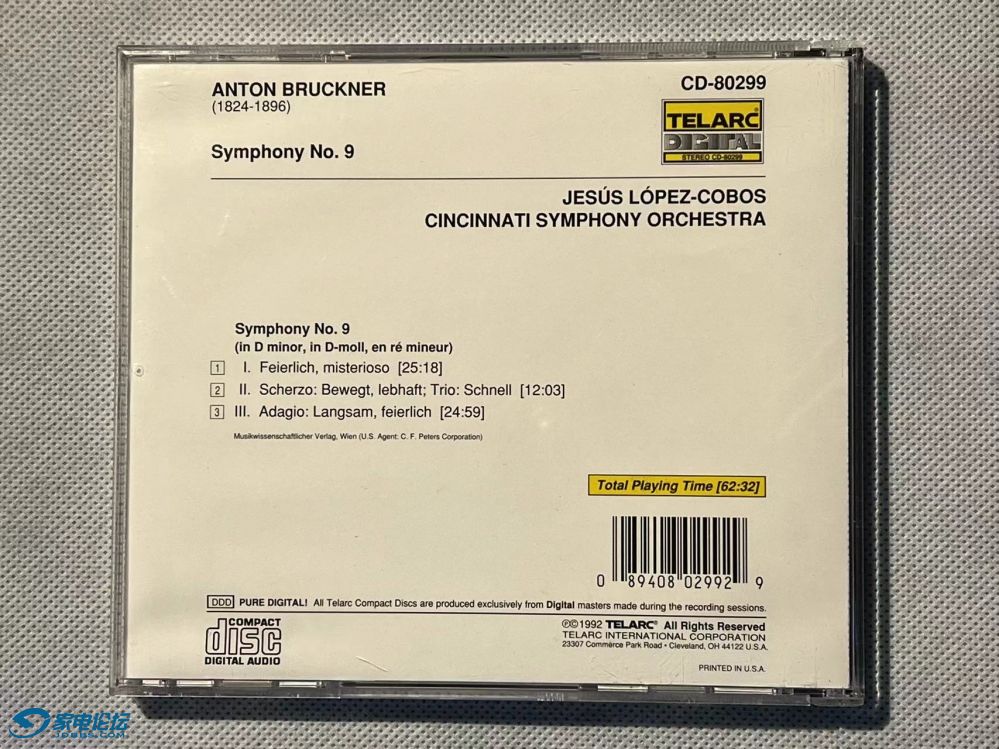 ANTON BRUCKNER
(1824-1896)
CD-80299
TELARC®
DIGITAL
STEREO CD-80299
Symphony No. 9
JESÚS LÓPEZ-COBOS
CINCINNATI SYMPHONY ORCHESTRA
Symphony No. 9
(in D minor, in D-moll, en ré mineur)
1 I. Feierlich, misterioso [25:18]
2 II. Scherzo: Bewegt, lebhaft; Trio: Schnell [12:03]
3 III. Adagio: Langsam, feierlich [24:59]
Musikwissenschaftlicher Verlag, Wien (U.S. Agent: C. F. Peters Corporation)
Total Playing Time [62:32]
0 89408 02992 9
DDD PURE DIGITAL! All Telarc Compact Discs are produced exclusively from Digital masters made during the recording sessions.
COMPACT
disc
DIGITAL AUDIO
℗©1992 TELARC® All Rights Reserved
TELARC INTERNATIONAL CORPORATION
23307 Commerce Park Road • Cleveland, OH 44122 U.S.A.
PRINTED IN U.S.A.
家电论坛
JDBBS.COM